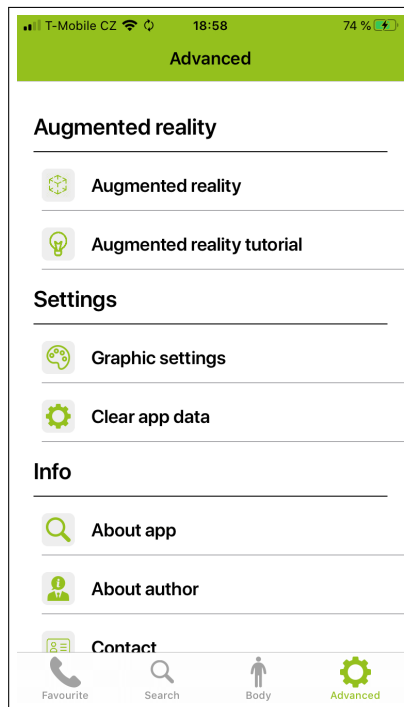 T-Mobile CZ 18:58 74 %
Advanced
Augmented reality
Augmented reality
Augmented reality tutorial
Settings
Graphic settings
Clear app data
Info
About app
About author
Contact
Favourite Search Body Advanced